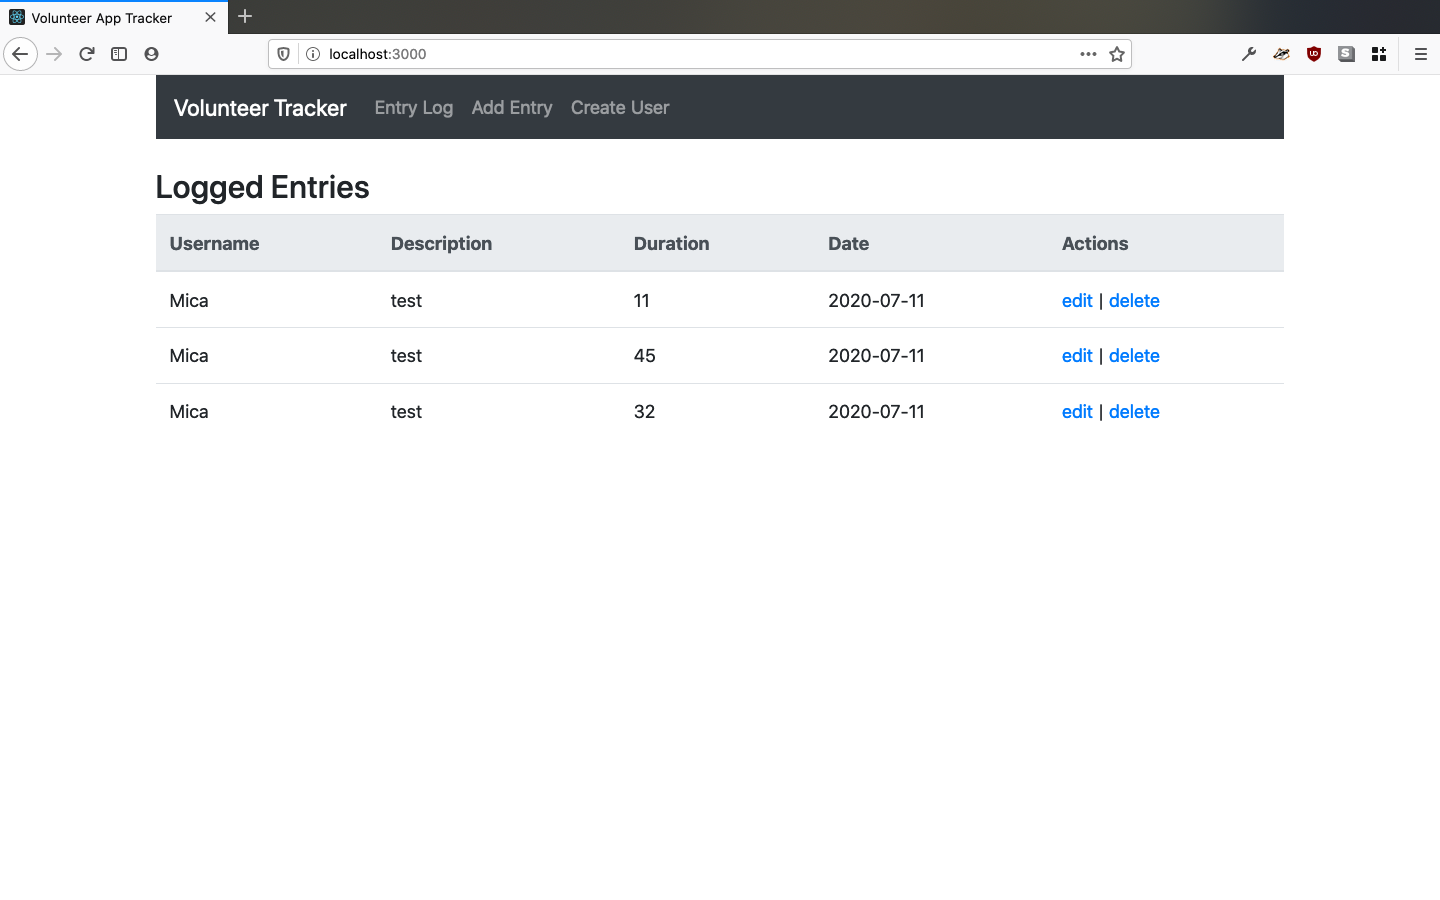 Volunteer App Tracker
localhost:3000
Volunteer Tracker Entry Log Add Entry Create User
Logged Entries
Username Description Duration Date Actions
Mica test 11 2020-07-11 edit | delete
Mica test 45 2020-07-11 edit | delete
Mica test 32 2020-07-11 edit | delete